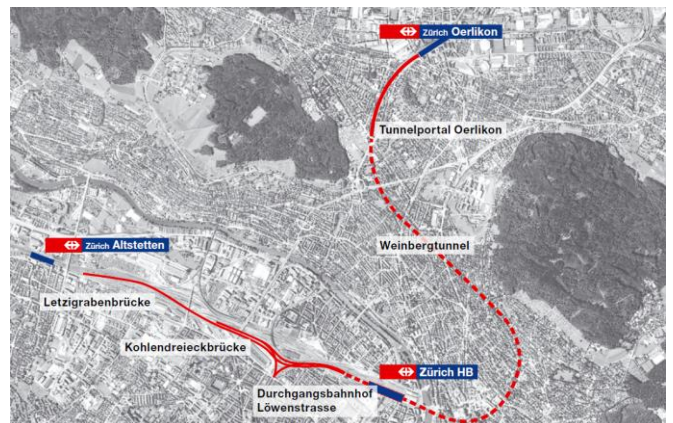 Zürich Oerlikon
Tunnelportal Oerlikon
Weinbergtunnel
Zürich Altstetten
Letzigrabenbrücke
Kohlendreieckbrücke
Zürich HB
Durchgangsbahnhof
Löwenstrasse